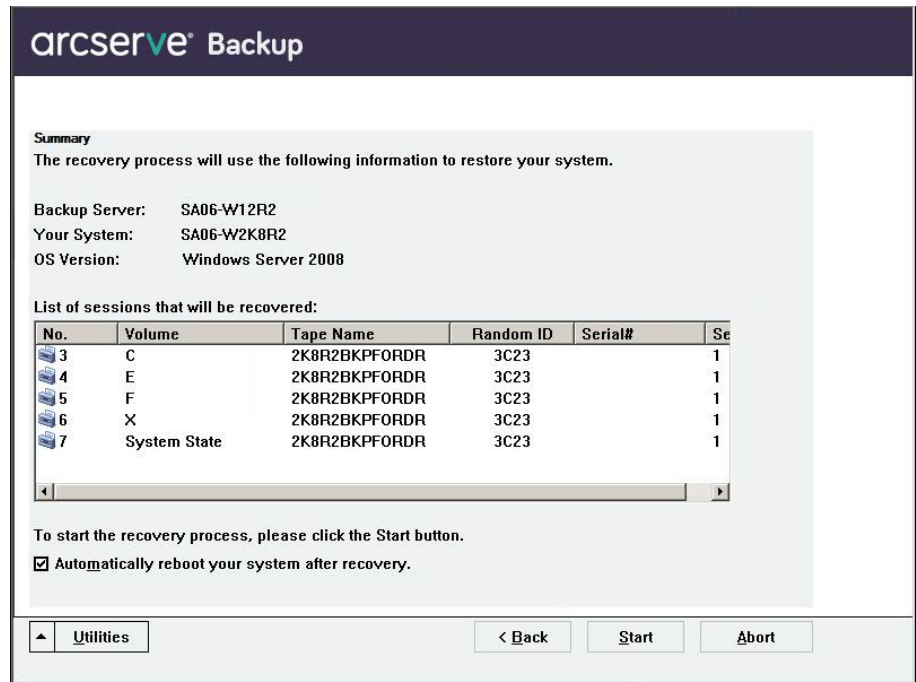 arcserve® Backup
Summary
The recovery process will use the following information to restore your system.
Backup Server: SA06-W12R2
Your System: SA06-W2K8R2
OS Version: Windows Server 2008
List of sessions that will be recovered:
No. Volume Tape Name Random ID Serial# Se
3 C 2K8R2BKPFORDR 3C23 1
4 E 2K8R2BKPFORDR 3C23 1
5 F 2K8R2BKPFORDR 3C23 1
6 X 2K8R2BKPFORDR 3C23 1
7 System State 2K8R2BKPFORDR 3C23 1
To start the recovery process, please click the Start button.
Automatically reboot your system after recovery.
Utilities < Back Start Abort